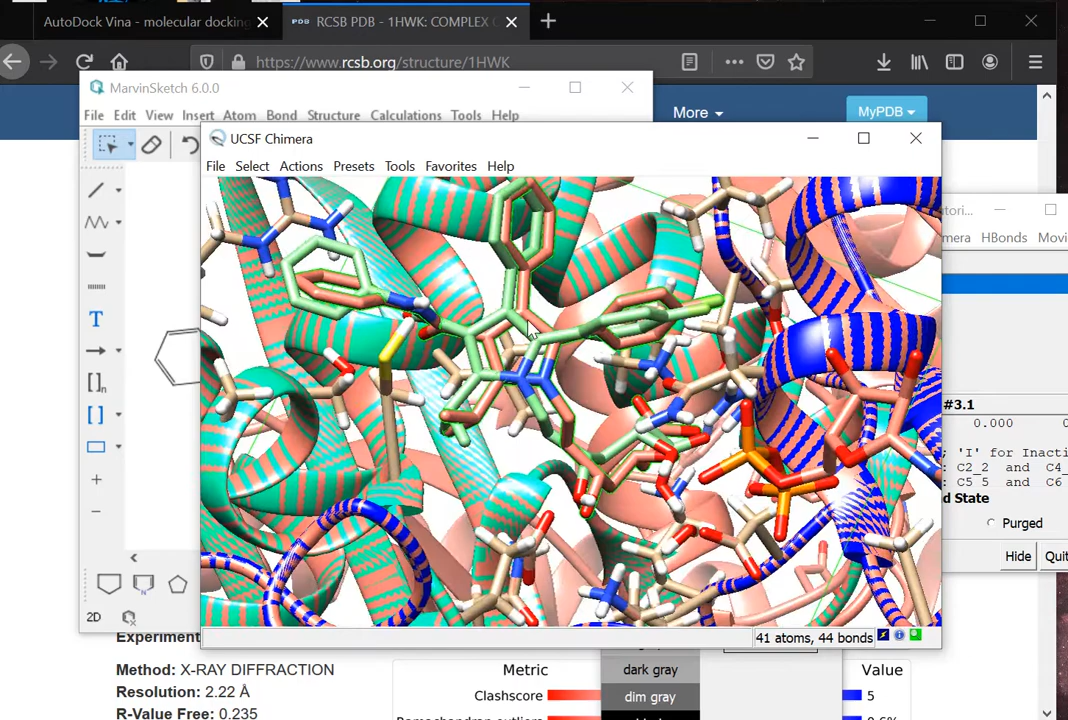 AutoDock Vina - molecular docking
PDB RCSB PDB - 1HWK: COMPLEX
https://www.rcsb.org/structure/1HWK
MarvinSketch 6.0.0
File Edit View Insert Atom Bond Structure Calculations Tools Help
More
MyPDB
UCSF Chimera
File Select Actions Presets Tools Favorites Help
HBonds
T
[]n
[]
#3.1
0.000
; 'I' for
: C2_2 and C4_
: C5_5 and C6
State
Purged
Hide
N
2D
41 atoms, 44 bonds
Method: X-RAY DIFFRACTION
Resolution: 2.22 Å
R-Value Free: 0.235
Metric
Value
dark gray
Clashscore
5
dim gray